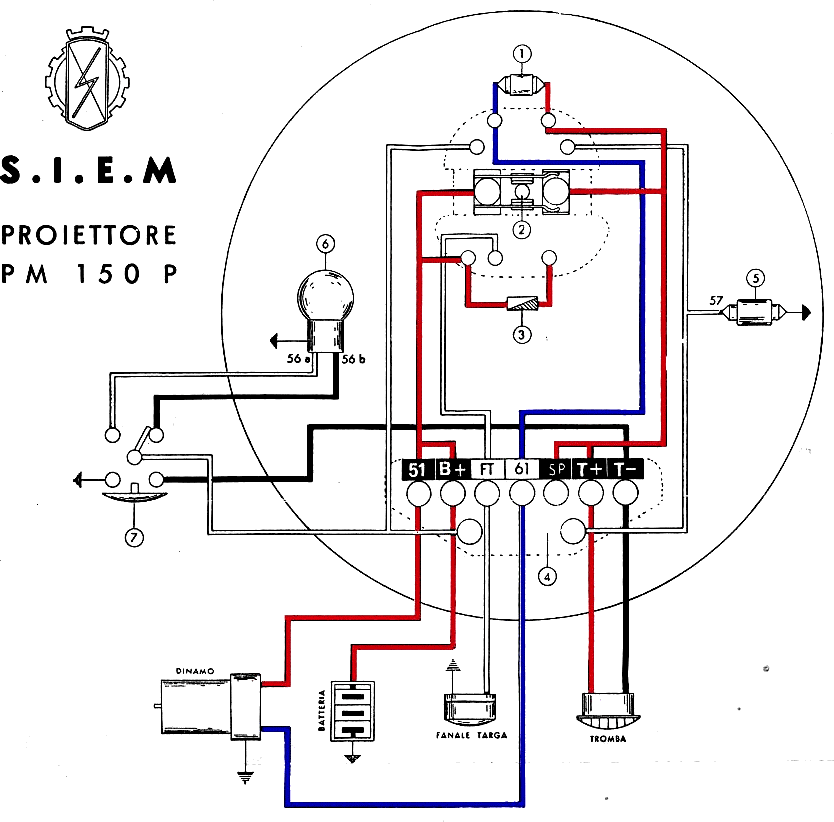 S.I.E.M
PROIETTORE
PM 150 P
1
2
3
6
5
57
56 a
56 b
51 B+ FT 61 SP T+ T-
7
4
DINAMO
BATTERIA
FANALE TARGA
TROMBA